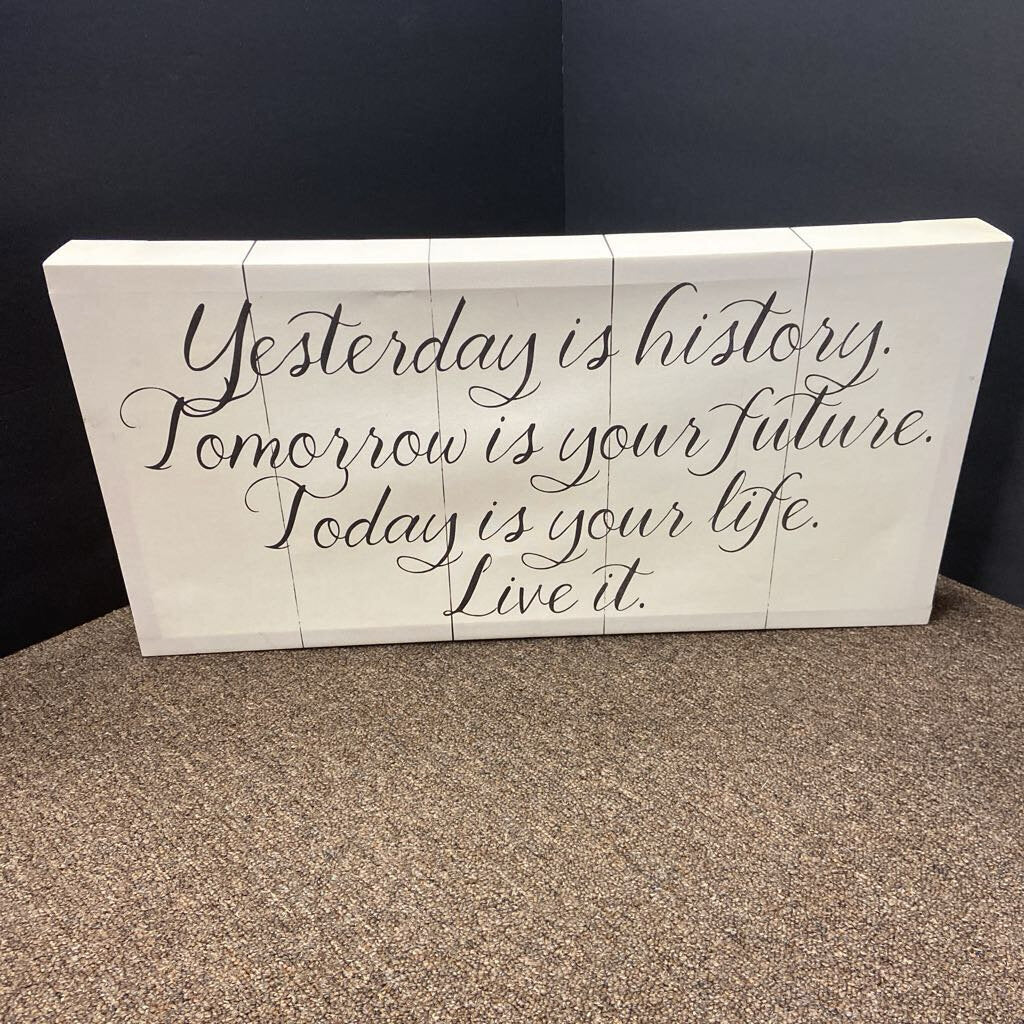 Yesterday is history.
Tomorrow is your future.
Today is your life.
Live it.